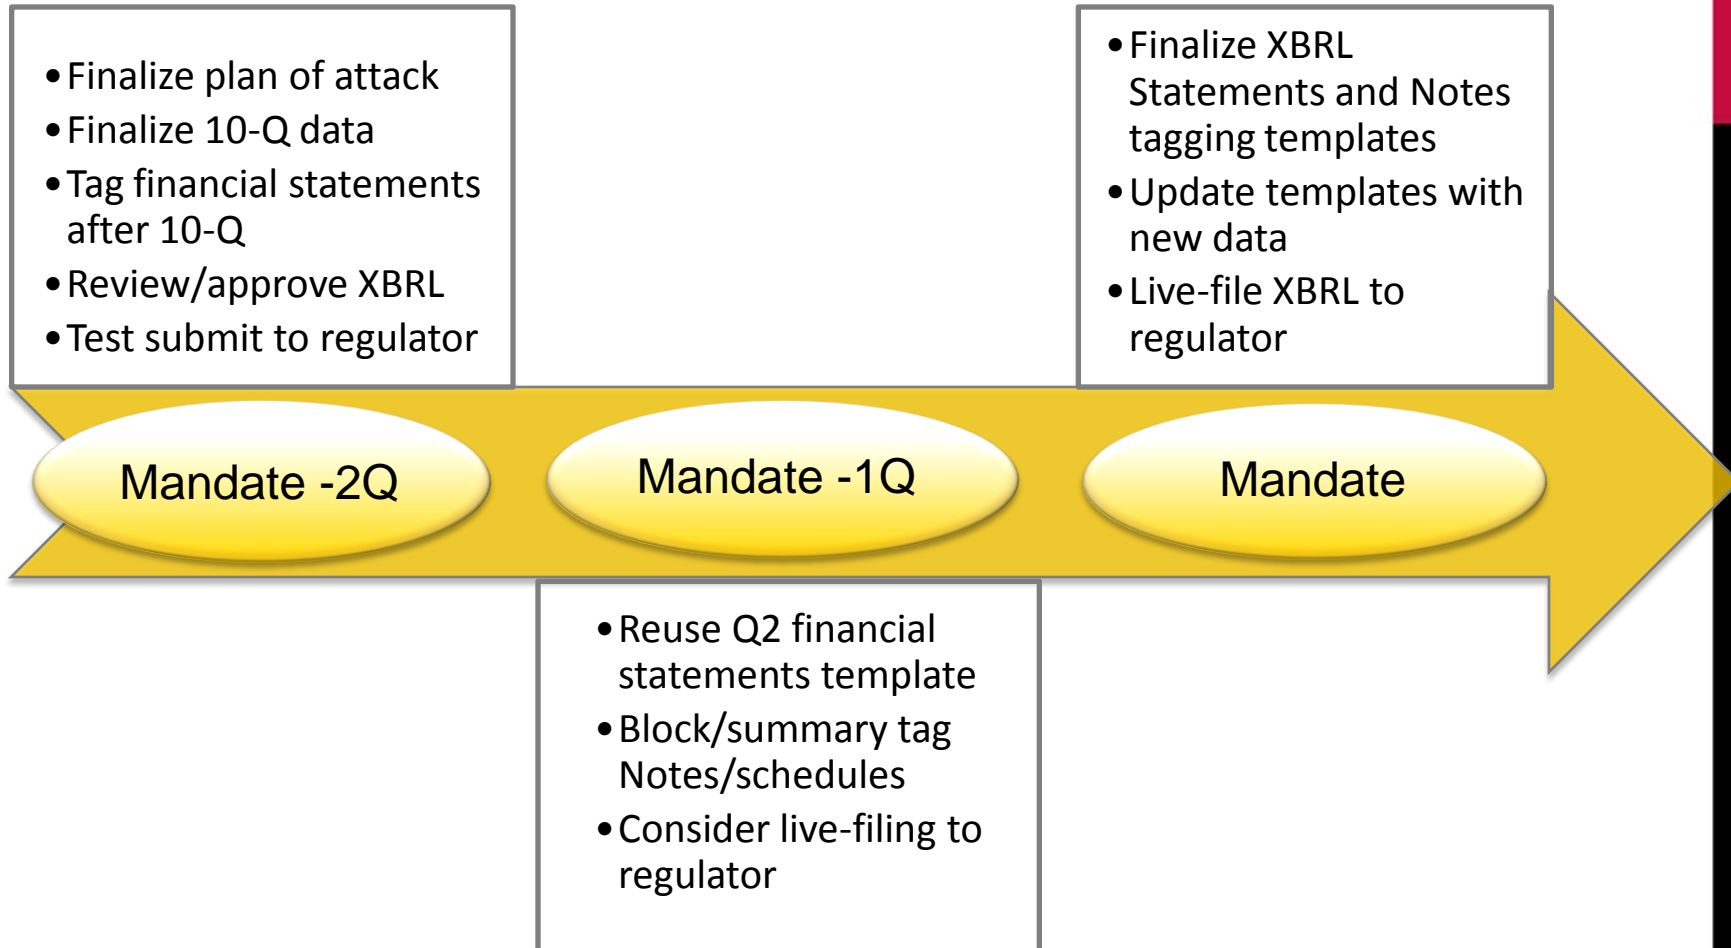 •Finalize plan of attack
•Finalize 10-Q data
•Tag financial statements
after 10-Q
•Review/approve XBRL
•Test submit to regulator
•Finalize XBRL
Statements and Notes
tagging templates
•Update templates with
new data
•Live-file XBRL to
regulator
Mandate -2Q
Mandate -1Q
Mandate
•Reuse Q2 financial
statements template
•Block/summary tag
Notes/schedules
•Consider live-filing to
regulator